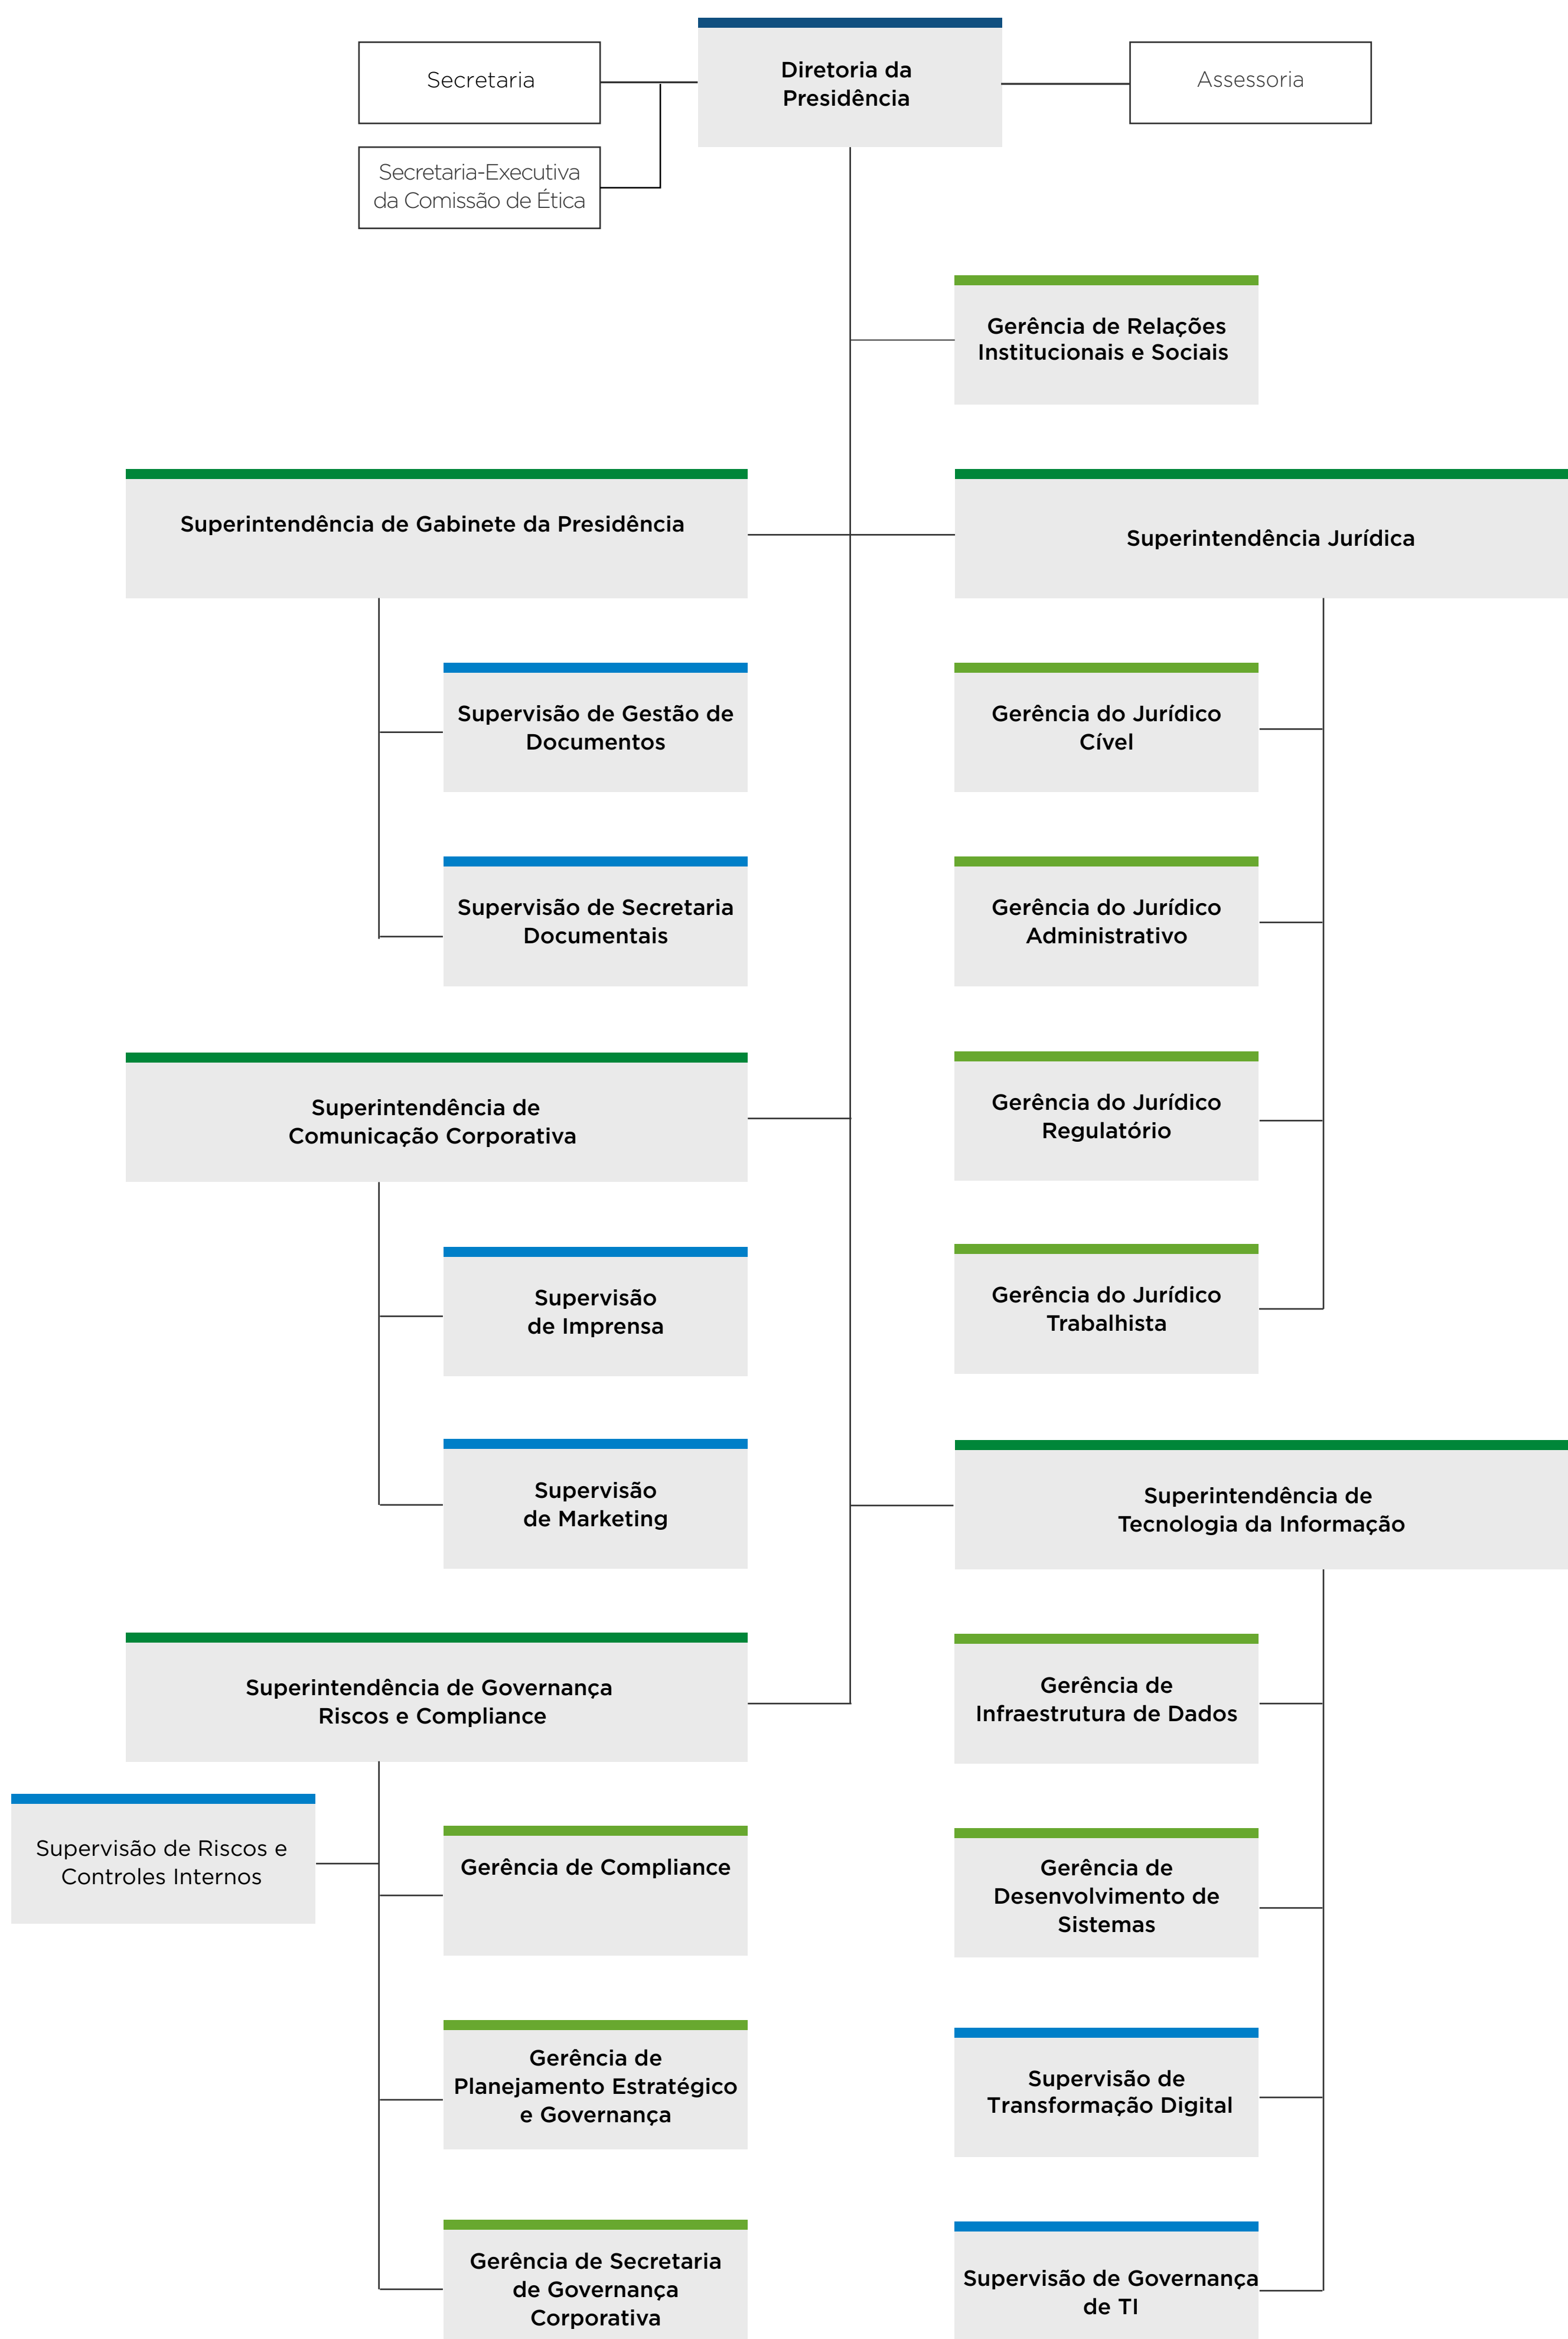 Secretaria
Diretoria da
Presidência
Assessoria
Secretaria-Executiva
da Comissão de Ética
Gerência de Relações
Institucionais e Sociais
Superintendência de Gabinete da Presidência
Superintendência Jurídica
Supervisão de Gestão de
Documentos
Gerência do Jurídico
Cível
Supervisão de Secretaria
Documentais
Gerência do Jurídico
Administrativo
Superintendência de
Comunicação Corporativa
Gerência do Jurídico
Regulatório
Supervisão
de Imprensa
Gerência do Jurídico
Trabalhista
Supervisão
de Marketing
Superintendência de
Tecnologia da Informação
Superintendência de Governança
Riscos e Compliance
Gerência de
Infraestrutura de Dados
Supervisão de Riscos e
Controles Internos
Gerência de Compliance
Gerência de
Desenvolvimento de
Sistemas
Gerência de
Planejamento Estratégico
e Governança
Supervisão de
Transformação Digital
Gerência de Secretaria
de Governança
Corporativa
Supervisão de Governança
de TI